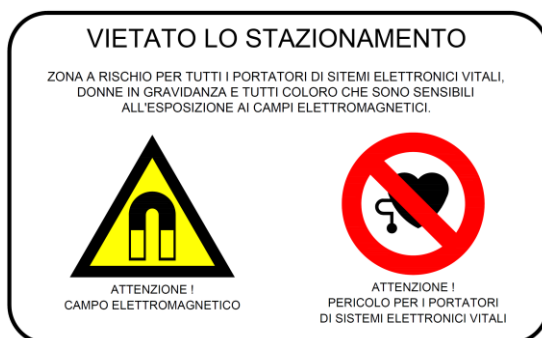 VIETATO LO STAZIONAMENTO
ZONA A RISCHIO PER TUTTI I PORTATORI DI SITEMI ELETTRONICI VITALI,
DONNE IN GRAVIDANZA E TUTTI COLORO CHE SONO SENSIBILI
ALL'ESPOSIZIONE AI CAMPI ELETTROMAGNETICI.
ATTENZIONE !
CAMPO ELETTROMAGNETICO
ATTENZIONE !
PERICOLO PER I PORTATORI
DI SISTEMI ELETTRONICI VITALI